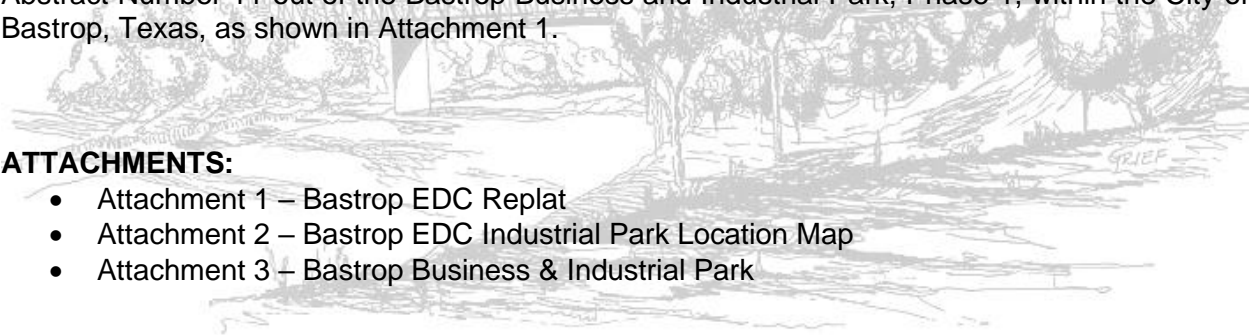 Abstract Number 11 out of the Bastrop Business and Industrial Park, Phase 1, within the City of
Bastrop, Texas, as shown in Attachment 1.
GRIEF
ATTACHMENTS:
• Attachment 1 – Bastrop EDC Replat
• Attachment 2 – Bastrop EDC Industrial Park Location Map
• Attachment 3 – Bastrop Business & Industrial Park